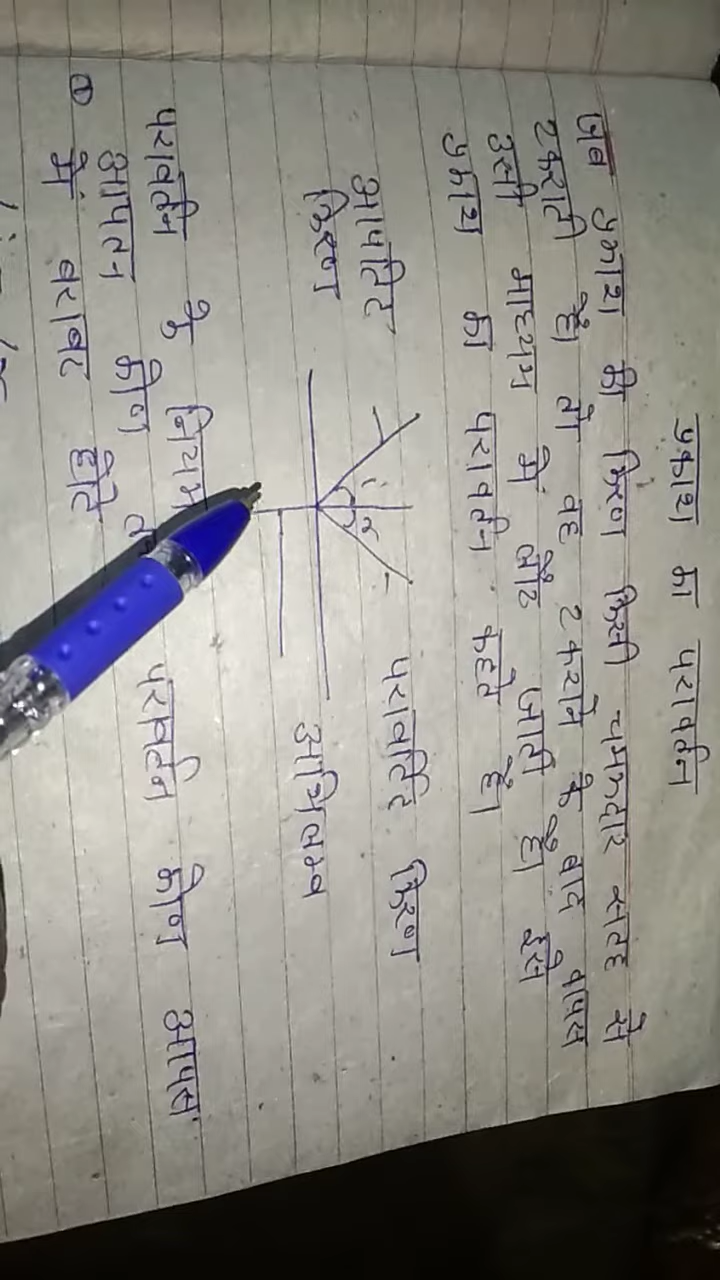 प्रकाश का परावर्तन
जब प्रकाश की किरण किसी चमकदार सतह से
टकराती है। तो वह टकराने के बाद वापस
उसी माध्यम में लौट जाती है। इसे
प्रकाश का परावर्तन कहते है।
आपतित परावर्तित किरण
किरण
i r
अभिलम्ब
परावर्तन के नियम
① आपतन कोण परावर्तन कोण आपस
में बराबर होते